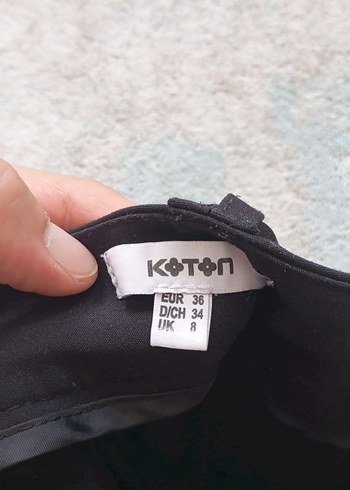 KOTON
EUR 36
D/CH 34
UK 8